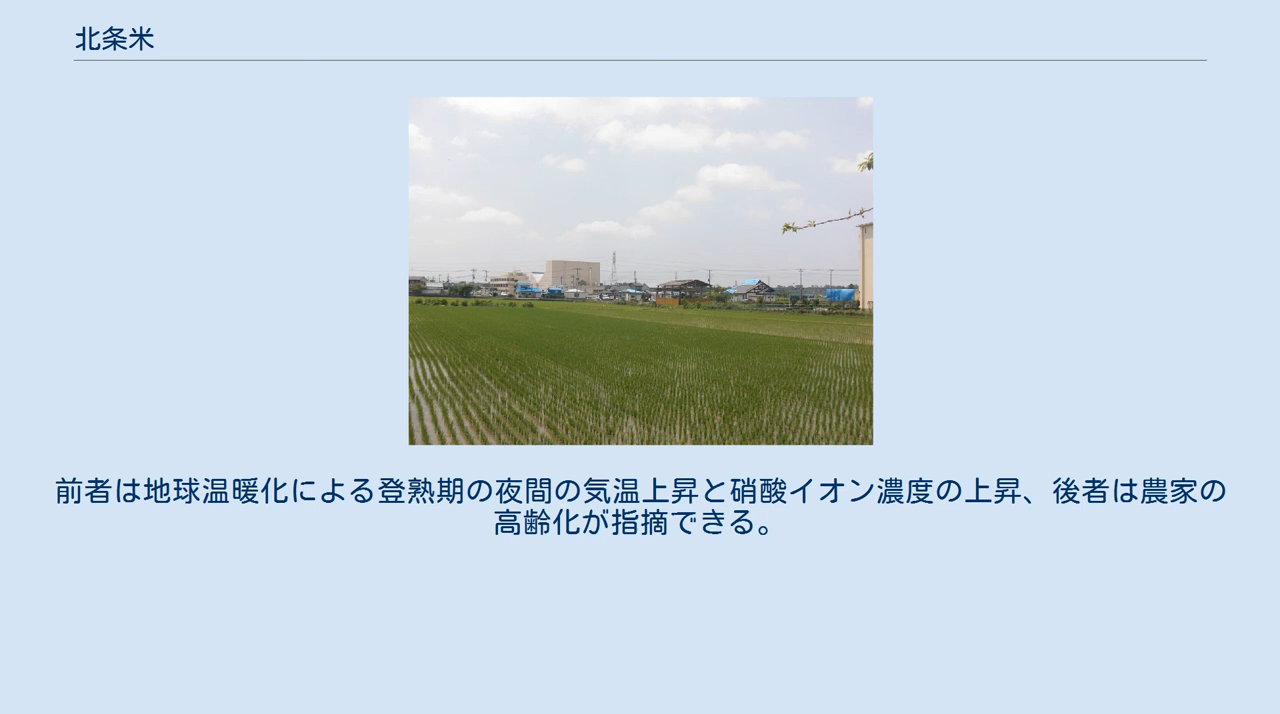 北条米
前者は地球温暖化による登熟期の夜間の気温上昇と硝酸イオン濃度の上昇、後者は農家の
高齢化が指摘できる。